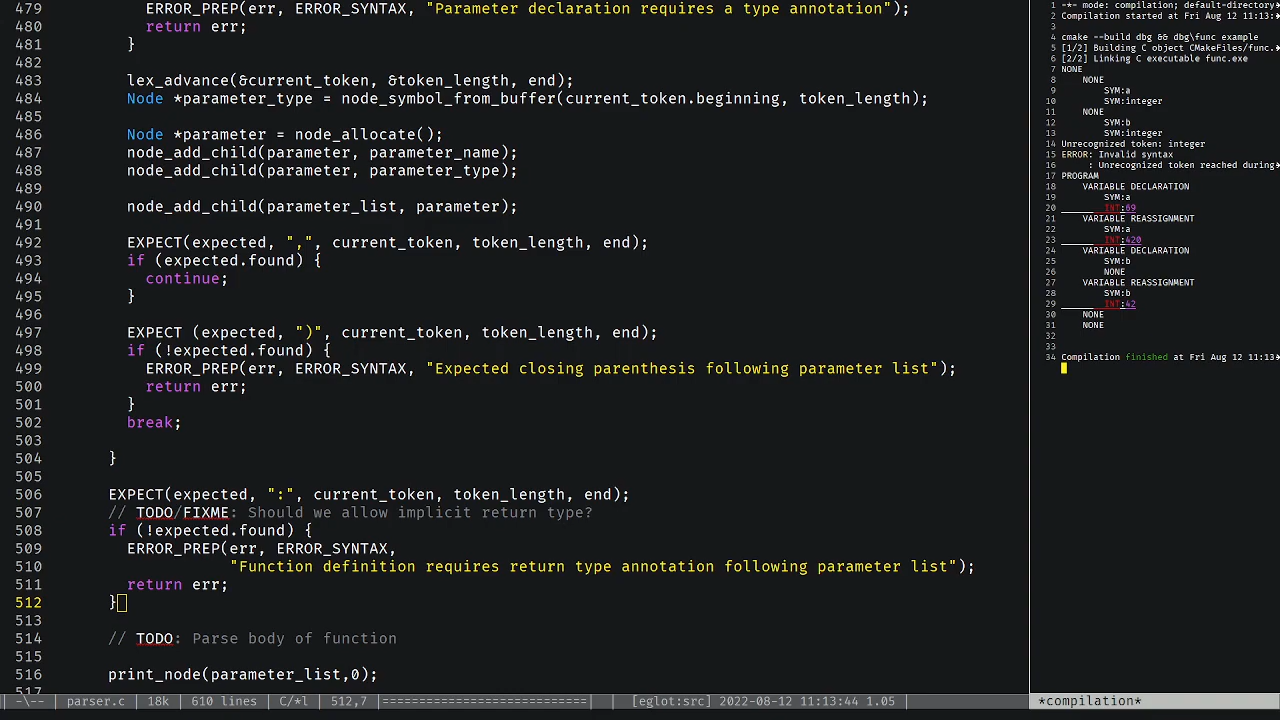 479 ERROR_PREP(err, ERROR_SYNTAX, "Parameter declaration requires a type annotation");
480 return err;
481 }
482
483 lex_advance(&current_token, &token_length, end);
484 Node *parameter_type = node_symbol_from_buffer(current_token.beginning, token_length);
485
486 Node *parameter = node_allocate();
487 node_add_child(parameter, parameter_name);
488 node_add_child(parameter, parameter_type);
489
490 node_add_child(parameter_list, parameter);
491
492 EXPECT(expected, ",", current_token, token_length, end);
493 if (expected.found) {
494 continue;
495 }
496
497 EXPECT (expected, ")", current_token, token_length, end);
498 if (!expected.found) {
499 ERROR_PREP(err, ERROR_SYNTAX, "Expected closing parenthesis following parameter list");
500 return err;
501 }
502 break;
503
504 }
505
506 EXPECT(expected, ":", current_token, token_length, end);
507 // TODO/FIXME: Should we allow implicit return type?
508 if (!expected.found) {
509 ERROR_PREP(err, ERROR_SYNTAX,
510 "Function definition requires return type annotation following parameter list");
511 return err;
512 }
513
514 // TODO: Parse body of function
515
516 print_node(parameter_list,0);
517
-\-- parser.c 18k 610 lines C/*l 512,7 ============================== [eglot:src] 2022-08-12 11:13:44 1.05
1 -*- mode: compilation; default-directory
2 Compilation started at Fri Aug 12 11:13:
3
4 cmake --build dbg && dbg\func example
5 [1/2] Building C object CMakeFiles/func.
6 [2/2] Linking C executable func.exe
7 NONE
8 NONE
9 SYM:a
10 SYM:integer
11 NONE
12 SYM:b
13 SYM:integer
14 Unrecognized token: integer
15 ERROR: Invalid syntax
16 : Unrecognized token reached during
17 PROGRAM
18 VARIABLE DECLARATION
19 SYM:a
20 INT:69
21 VARIABLE REASSIGNMENT
22 SYM:a
23 INT:420
24 VARIABLE DECLARATION
25 SYM:b
26 NONE
27 VARIABLE REASSIGNMENT
28 SYM:b
29 INT:42
30 NONE
31 NONE
32
33
34 Compilation finished at Fri Aug 12 11:13
*compilation*